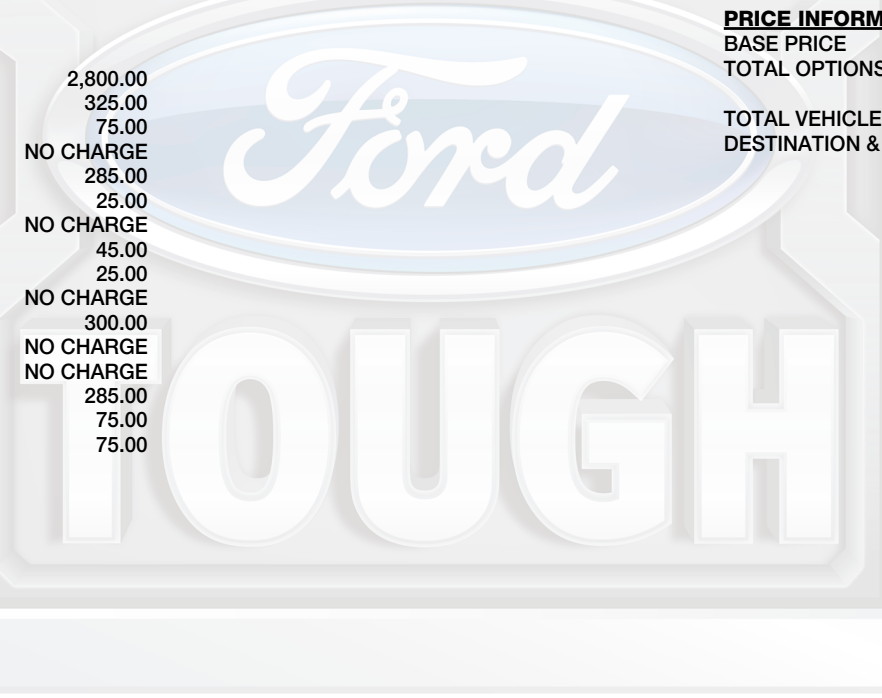 2,800.00
325.00
75.00
NO CHARGE
285.00
25.00
NO CHARGE
45.00
25.00
NO CHARGE
300.00
NO CHARGE
NO CHARGE
285.00
75.00
75.00
PRICE INFORM
BASE PRICE
TOTAL OPTIONS
TOTAL VEHICLE
DESTINATION &
Ford
TOUGH